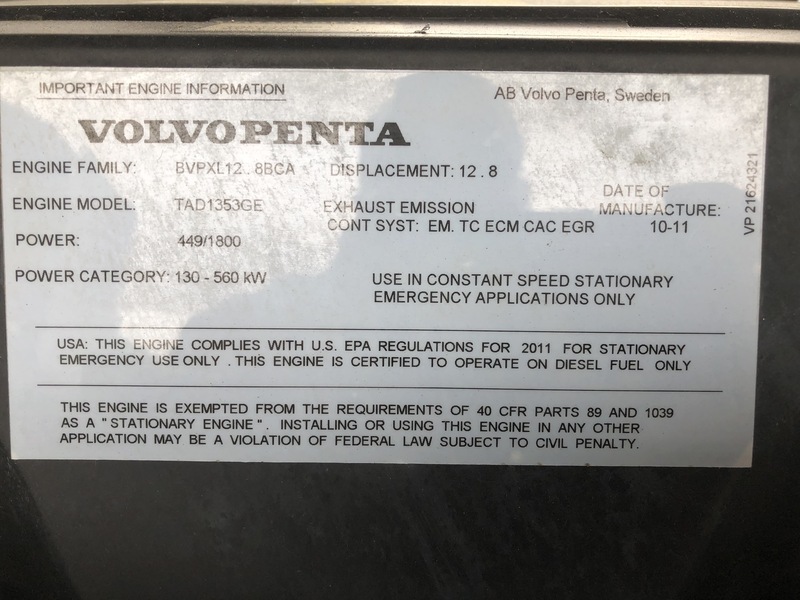 IMPORTANT ENGINE INFORMATION
AB Volvo Penta, Sweden
VOLVO PENTA
ENGINE FAMILY: BVPXL12 . 8BCA DISPLACEMENT: 12 . 8
ENGINE MODEL: TAD1353GE EXHAUST EMISSION
CONT SYST: EM. TC ECM CAC EGR
DATE OF
MANUFACTURE:
10-11
POWER: 449/1800
POWER CATEGORY: 130 - 560 kW
USE IN CONSTANT SPEED STATIONARY
EMERGENCY APPLICATIONS ONLY
VP 21624321
USA: THIS ENGINE COMPLIES WITH U.S. EPA REGULATIONS FOR 2011 FOR STATIONARY
EMERGENCY USE ONLY . THIS ENGINE IS CERTIFIED TO OPERATE ON DIESEL FUEL ONLY
THIS ENGINE IS EXEMPTED FROM THE REQUIREMENTS OF 40 CFR PARTS 89 AND 1039
AS A "STATIONARY ENGINE". INSTALLING OR USING THIS ENGINE IN ANY OTHER
APPLICATION MAY BE A VIOLATION OF FEDERAL LAW SUBJECT TO CIVIL PENALTY.